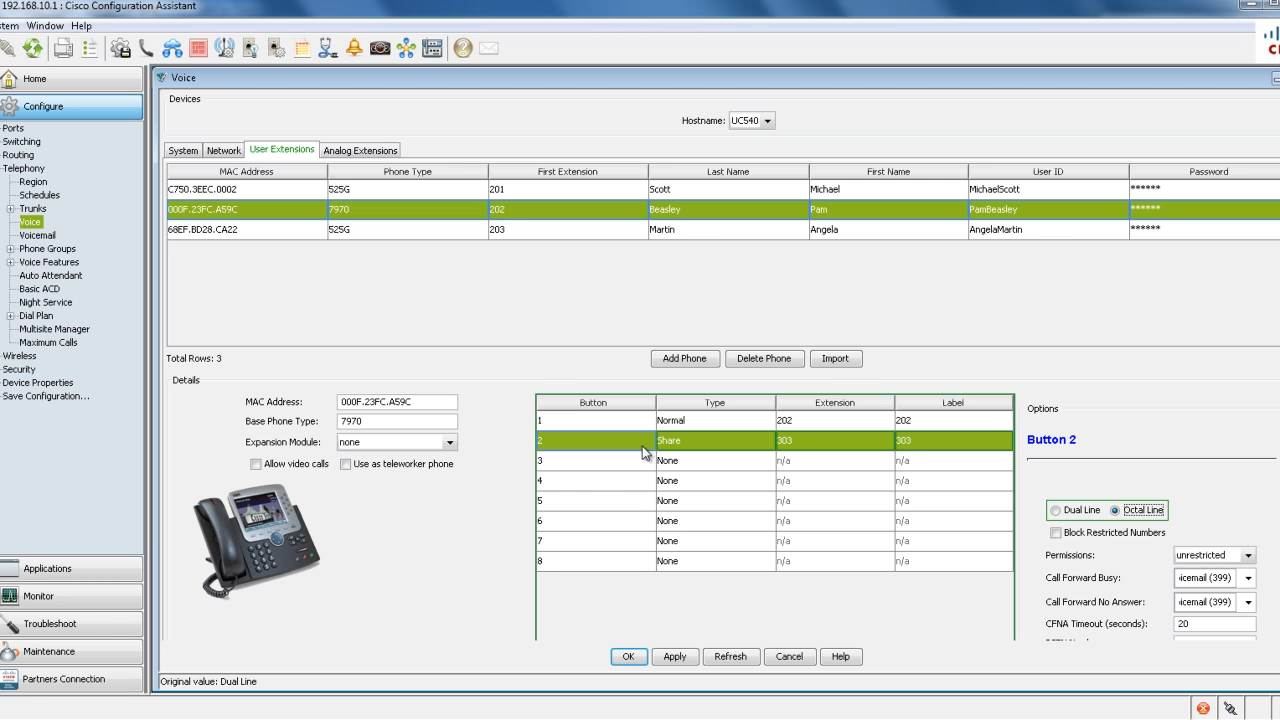 192.168.10.1 : Cisco Configuration Assistant
stem Window Help
Home
Configure
Ports
Switching
Routing
Telephony
Region
Schedules
Trunks
Voice
Voicemail
Phone Groups
Voice Features
Auto Attendant
Basic ACD
Night Service
Dial Plan
Multisite Manager
Maximum Calls
Wireless
Security
Device Properties
Save Configuration...
Applications
Monitor
Troubleshoot
Maintenance
Partners Connection
Voice
Devices
Hostname: UC540
System Network User Extensions Analog Extensions
MAC Address Phone Type First Extension Last Name First Name User ID Password
C750.3EEC.0002 525G 201 Scott Michael MichaelScott ******
000F.23FC.A59C 7970 202 Beasley Pam PamBeasley ******
68EF.BD28.CA22 525G 203 Martin Angela AngelaMartin ******
Total Rows: 3 Add Phone Delete Phone Import
Details
MAC Address: 000F.23FC.A59C
Base Phone Type: 7970
Expansion Module: none
Allow video calls Use as teleworker phone
Button Type Extension Label
1 Normal 202 202
2 Share 303 303
3 None n/a n/a
4 None n/a n/a
5 None n/a n/a
6 None n/a n/a
7 None n/a n/a
8 None n/a n/a
Options
Button 2
Dual Line Octal Line
Block Restricted Numbers
Permissions: unrestricted
Call Forward Busy: icemail (399)
Call Forward No Answer: icemail (399)
CFNA Timeout (seconds): 20
OK Apply Refresh Cancel Help
Original value: Dual Line